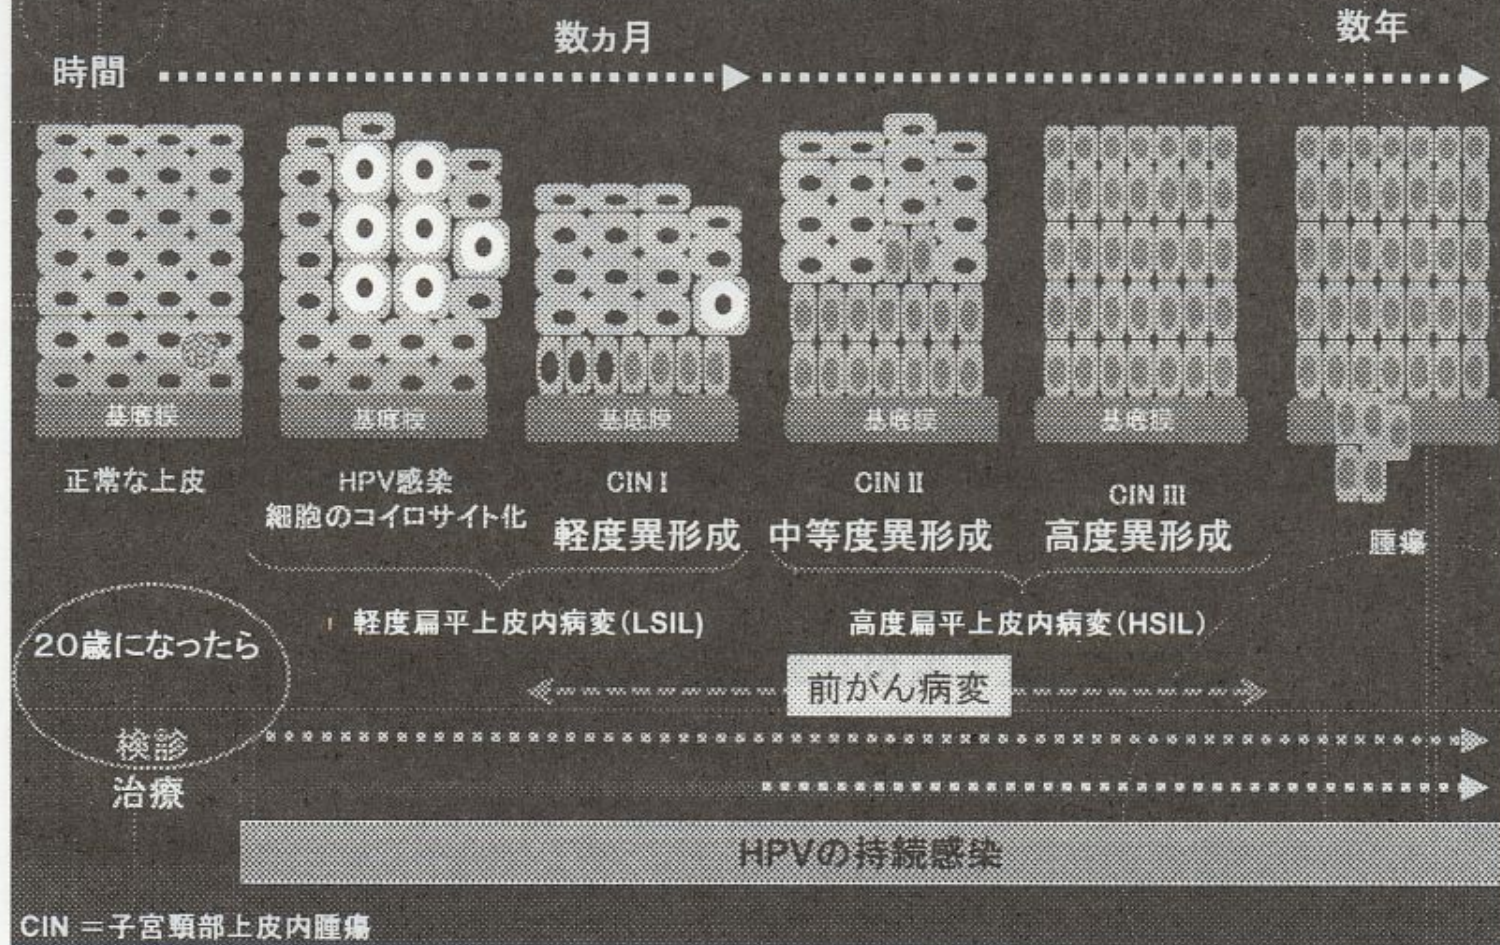 数ヵ月
数年
時間
基底膜 基底膜 基底膜 基底膜 基底膜
正常な上皮
HPV感染
細胞のコイロサイト化
CIN I
軽度異形成
CIN II
中等度異形成
CIN III
高度異形成
腫瘍
軽度扁平上皮内病変(LSIL)
高度扁平上皮内病変(HSIL)
20歳になったら
前がん病変
検診
治療
HPVの持続感染
CIN =子宮頸部上皮内腫瘍